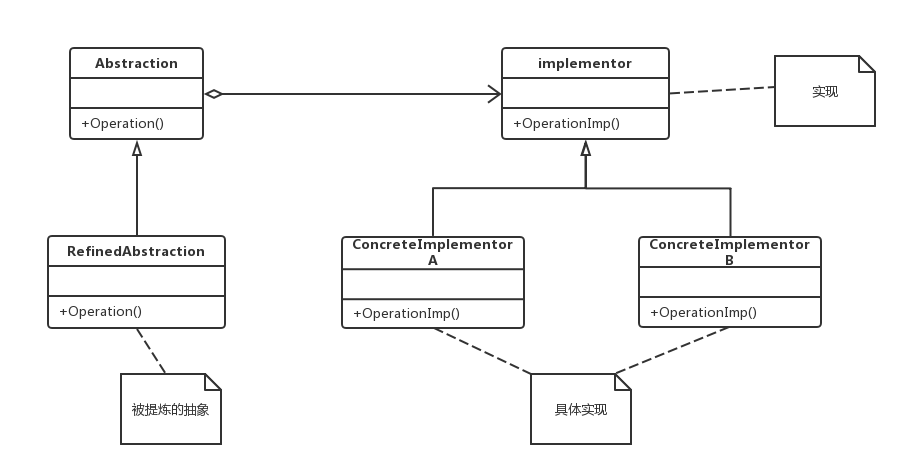 Abstraction
+Operation()
implementor
+OperationImp()
实现
RefinedAbstraction
+Operation()
ConcreteImplementor
A
+OperationImp()
ConcreteImplementor
B
+OperationImp()
被提炼的抽象
具体实现